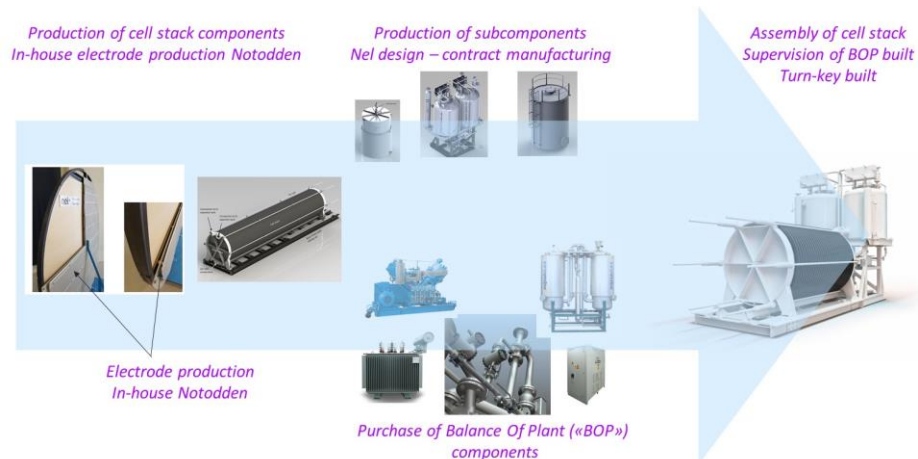 Production of cell stack components
In-house electrode production Notodden
Production of subcomponents
Nel design – contract manufacturing
Assembly of cell stack
Supervision of BOP built
Turn-key built
Electrode production
In-house Notodden
Purchase of Balance Of Plant («BOP»)
components